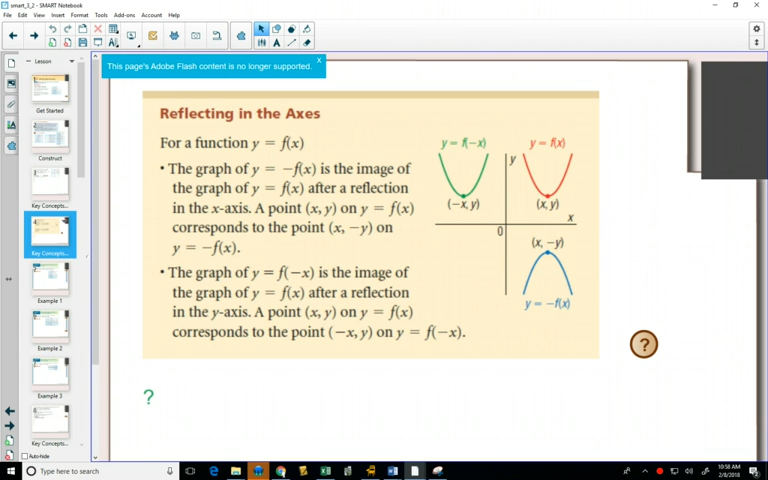 smart_3_2 - SMART Notebook
File Edit View Insert Format Tools Add-ons Account Help
Lesson
This page's Adobe Flash content is no longer supported. X
Get Started
Construct
Key Concepts...
Key Concepts...
Example 1
Example 2
Example 3
Key Concepts...
Auto-hide
Reflecting in the Axes
For a function y = f(x)
• The graph of y = −f(x) is the image of
the graph of y = f(x) after a reflection
in the x-axis. A point (x, y) on y = f(x)
corresponds to the point (x, −y) on
y = −f(x).
• The graph of y = f(−x) is the image of
the graph of y = f(x) after a reflection
in the y-axis. A point (x, y) on y = f(x)
corresponds to the point (−x, y) on y = f(−x).
y = f(−x)
y = f(x)
y
(−x, y)
(x, y)
x
0
(x, −y)
y = −f(x)
?
?
Type here to search
10:58 AM
2/8/2018